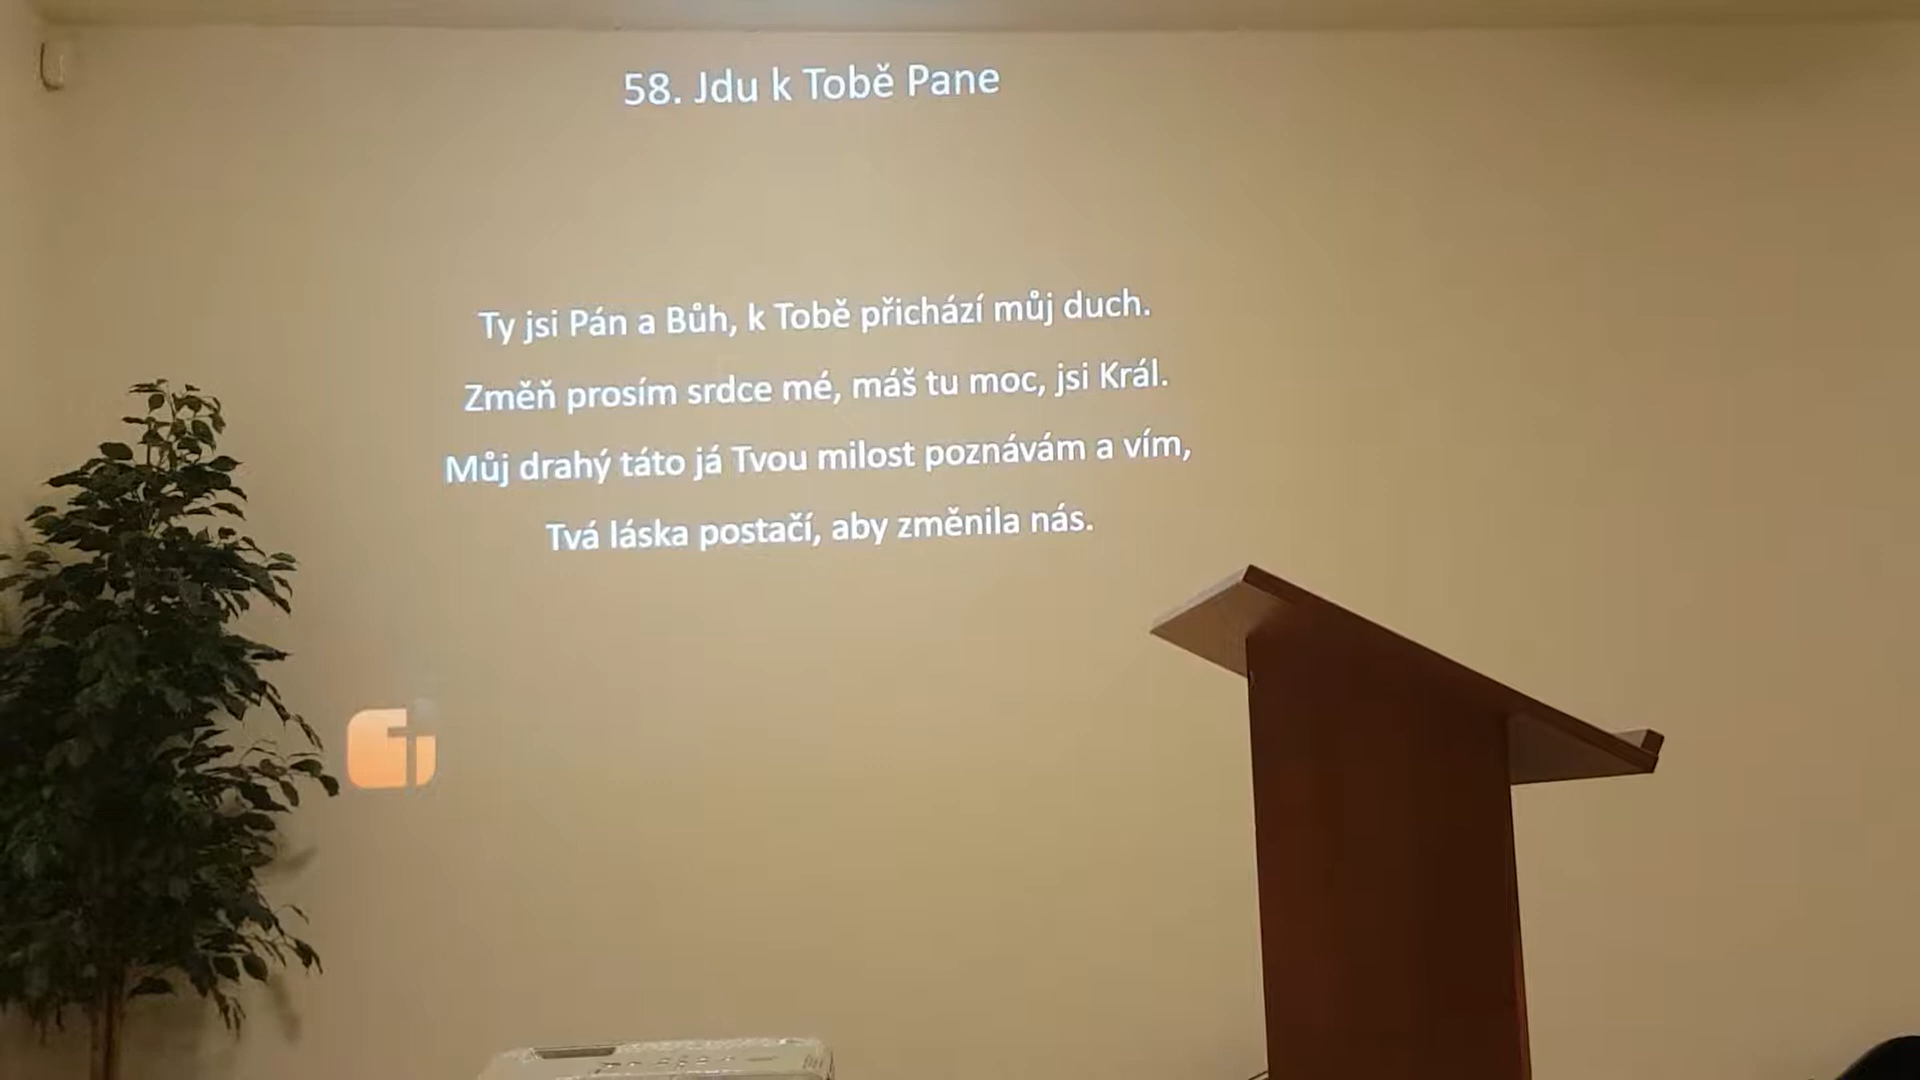 58. Jdu k Tobě Pane
Ty jsi Pán a Bůh, k Tobě přichází můj duch.
Změň prosím srdce mé, máš tu moc, jsi Král.
Můj drahý táto já Tvou milost poznávám a vím,
Tvá láska postačí, aby změnila nás.